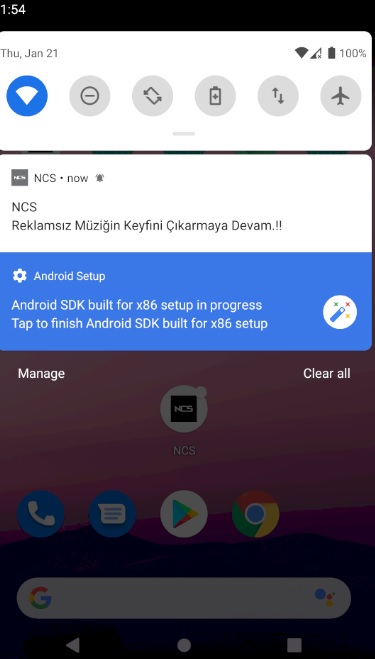 1:54
Thu, Jan 21
100%
NCS NCS • now
NCS
Reklamsız Müziğin Keyfini Çıkarmaya Devam.!!
Android Setup
Android SDK built for x86 setup in progress
Tap to finish Android SDK built for x86 setup
Manage
Clear all
NCS
NCS
G